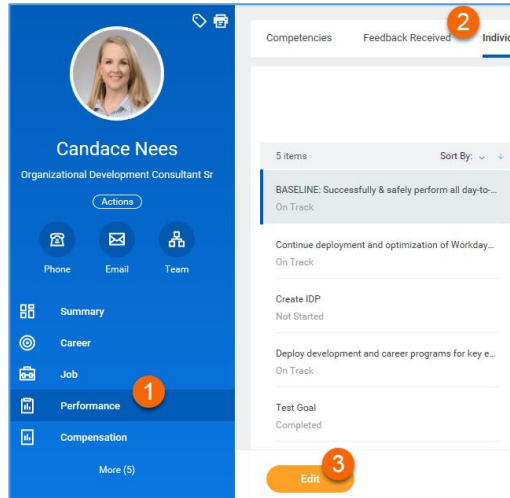 2
Competencies Feedback Received Indivi
Candace Nees
Organizational Development Consultant Sr
Actions
Phone Email Team
Summary
Career
Job
Performance 1
Compensation
More (5)
5 items Sort By:
BASELINE: Successfully & safely perform all day-to-...
On Track
Continue deployment and optimization of Workday...
On Track
Create IDP
Not Started
Deploy development and career programs for key e...
On Track
Test Goal
Completed
3
Edit